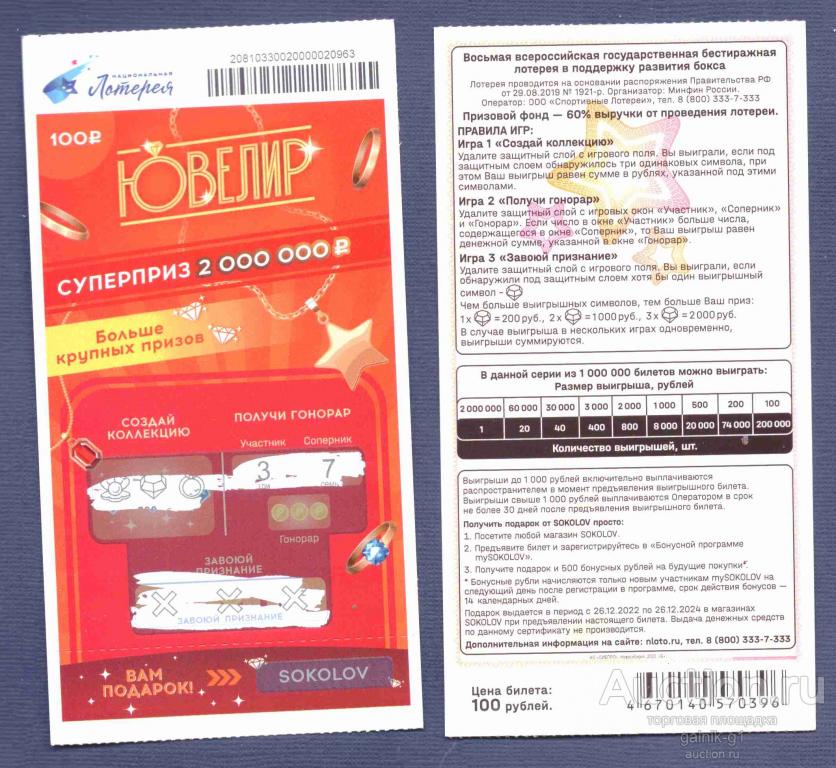 НАЦИОНАЛЬНАЯ
Лотерея
20810330020000020963
100₽
ЮВЕЛИР
СУПЕРПРИЗ 2 000 000₽
Больше
крупных призов
СОЗДАЙ
КОЛЛЕКЦИЮ
ПОЛУЧИ ГОНОРАР
Участник Соперник
3 7
ТРИ СЕМЬ
₽ ₽ ₽
Гонорар
ЗАВОЮЙ
ПРИЗНАНИЕ
ЗАВОЮЙ ПРИЗНАНИЕ
ВАМ
ПОДАРОК!
SOKOLOV
Восьмая всероссийская государственная бестиражная
лотерея в поддержку развития бокса
Лотерея проводится на основании распоряжения Правительства РФ
от 29.08.2019 № 1921-р. Организатор: Минфин России.
Оператор: ООО «Спортивные Лотереи», тел. 8 (800) 333-7-333
Призовой фонд — 60% выручки от проведения лотереи.
ПРАВИЛА ИГР:
Игра 1 «Создай коллекцию»
Удалите защитный слой с игрового поля. Вы выиграли, если под
защитным слоем обнаружилось три одинаковых символа, при
этом Ваш выигрыш равен сумме в рублях, указанной под этими
символами.
Игра 2 «Получи гонорар»
Удалите защитный слой с игровых окон «Участник», «Соперник»
и «Гонорар». Если число в окне «Участник» больше числа,
содержащегося в окне «Соперник», то Ваш выигрыш равен
денежной сумме, указанной в окне «Гонорар».
Игра 3 «Завоюй признание»
Удалите защитный слой с игрового поля. Вы выиграли, если
обнаружили под защитным слоем хотя бы один выигрышный
символ -
Чем больше выигрышных символов, тем больше Ваш приз:
1х = 200 руб., 2х = 1000 руб., 3х = 2000 руб.
В случае выигрыша в нескольких играх одновременно,
выигрыши суммируются.
В данной серии из 1 000 000 билетов можно выиграть:
Размер выигрыша, рублей
2 000 000 60 000 30 000 3 000 2 000 1 000 500 200 100
1 20 40 400 800 8 000 20 000 74 000 200 000
Количество выигрышей, шт.
Выигрыши до 1 000 рублей включительно выплачиваются
распространителем в момент предъявления выигрышного билета.
Выигрыши свыше 1 000 рублей выплачиваются Оператором в срок
не более 30 дней после предъявления выигрышного билета.
Получить подарок от SOKOLOV просто:
1. Посетите любой магазин SOKOLOV.
2. Предъявите билет и зарегистрируйтесь в «Бонусной программе
mySOKOLOV».
3. Получите подарок и 500 бонусных рублей на будущие покупки*.
* Бонусные рубли начисляются только новым участникам mySOKOLOV на
следующий день после регистрации в программе, срок действия бонусов —
14 календарных дней.
Подарок выдается в период с 26.12.2022 по 26.12.2024 в магазинах
SOKOLOV при предъявлении настоящего билета. Выдача денежных средств
по данному сертификату не производится.
Дополнительная информация на сайте: nloto.ru, тел. 8 (800) 333-7-333
Цена билета:
100 рублей.
4 670140 570396
Auction.ru
торговая площадка
galnik-g1
auction.ru